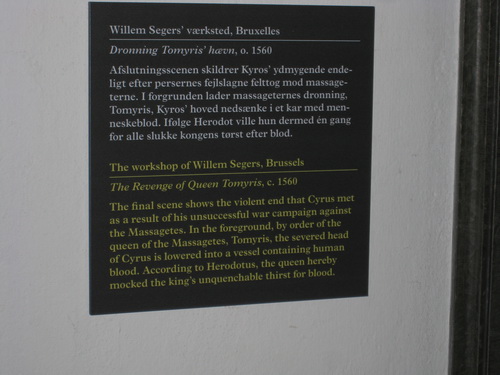 Willem Segers' værksted, Bruxelles
Dronning Tomyris' hævn, o. 1560
Afslutningsscenen skildrer Kyros' ydmygende ende-
ligt efter persernes fejlslagne felttog mod massage-
terne. I forgrunden lader massageternes dronning,
Tomyris, Kyros' hoved nedsænke i et kar med men-
neskeblod. Ifølge Herodot ville hun dermed én gang
for alle slukke kongens tørst efter blod.
The workshop of Willem Segers, Brussels
The Revenge of Queen Tomyris, c. 1560
The final scene shows the violent end that Cyrus met
as a result of his unsuccessful war campaign against
the Massagetes. In the foreground, by order of the
queen of the Massagetes, Tomyris, the severed head
of Cyrus is lowered into a vessel containing human
blood. According to Herodotus, the queen hereby
mocked the king's unquenchable thirst for blood.